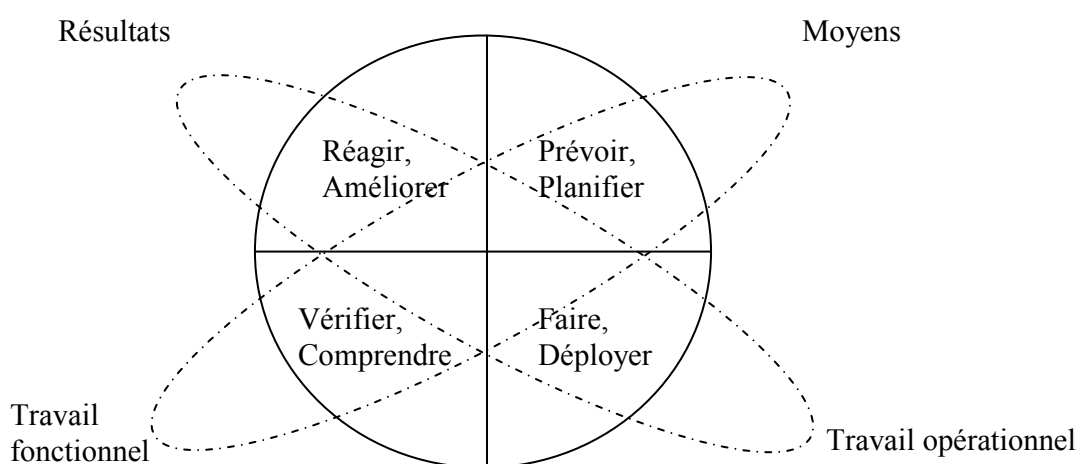 Résultats
Moyens
Réagir,
Améliorer
Prévoir,
Planifier
Vérifier,
Comprendre
Faire,
Déployer
Travail
fonctionnel
Travail opérationnel